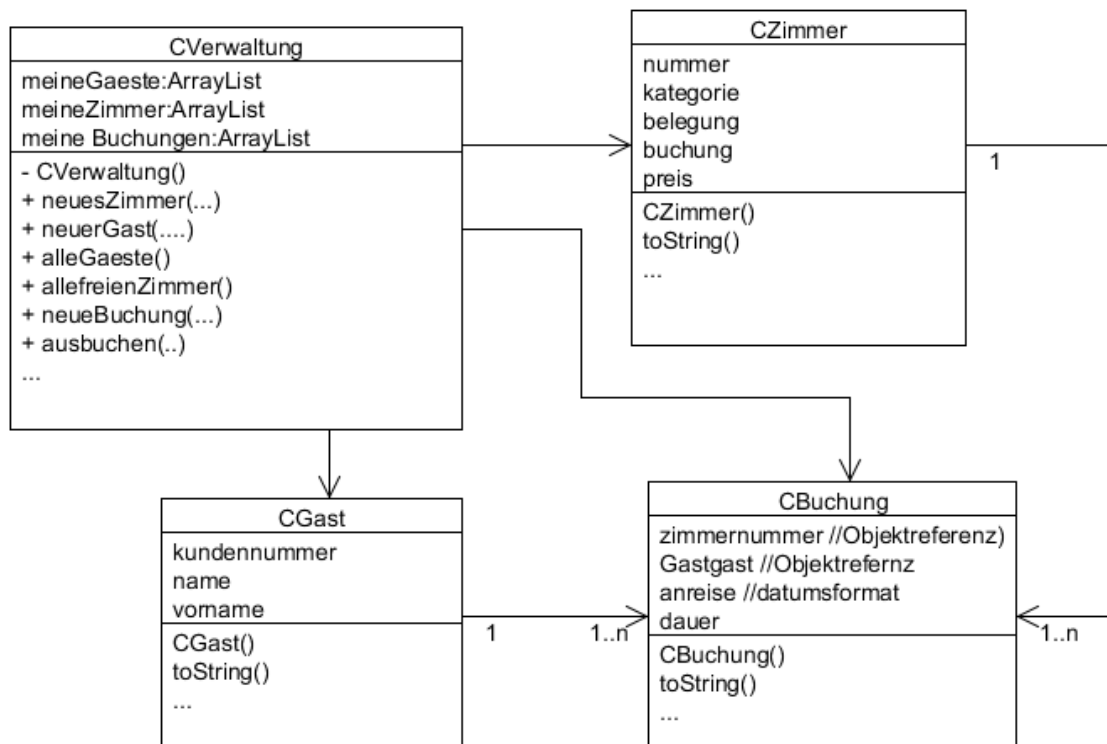 CVerwaltung
meineGaeste:ArrayList
meineZimmer:ArrayList
meine Buchungen:ArrayList
- CVerwaltung()
+ neuesZimmer(...)
+ neuerGast(....)
+ alleGaeste()
+ allefreienZimmer()
+ neueBuchung(...)
+ ausbuchen(..)
...
CZimmer
nummer
kategorie
belegung
buchung
preis
CZimmer()
toString()
...
1
CGast
kundennummer
name
vorname
CGast()
toString()
...
1
1..n
CBuchung
zimmernummer //Objektreferenz)
Gastgast //Objektrefernz
anreise //datumsformat
dauer
CBuchung()
toString()
...
1..n